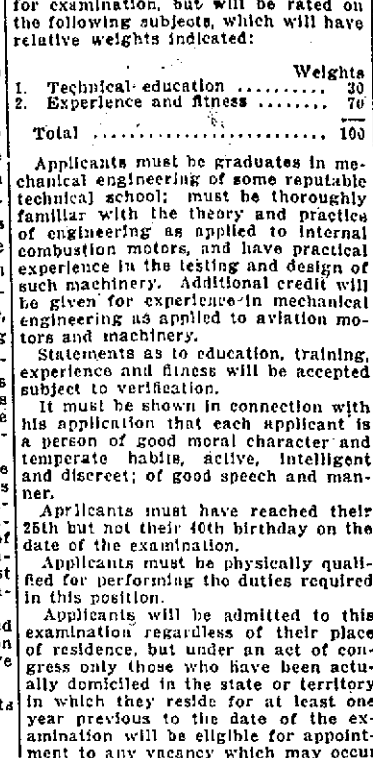 for examination, but will be rated on
the following subjects, which will have
relative weights indicated:
Weights
1. Technical education .......... 30
2. Experience and fitness ........ 70
Total .......................... 100
Applicants must be graduates in me-
chanical engineering of some reputable
technical school; must be thoroughly
familiar with the theory and practice
of engineering as applied to internal
combustion motors, and have practical
experience in the testing and design of
such machinery. Additional credit will
be given for experience in mechanical
engineering as applied to aviation mo-
tors and machinery.
Statements as to education, training,
experience and fitness will be accepted
subject to verification.
It must be shown in connection with
his application that each applicant is
a person of good moral character and
temperate habits, active, intelligent
and discreet; of good speech and man-
ner.
Aprlicants must have reached their
25th but not their 40th birthday on the
date of the examination.
Applicants must be physically quali-
fied for performing the duties required
in this position.
Applicants will be admitted to this
examination regardless of their place
of residence, but under an act of con-
gress only those who have been actu-
ally domiciled in the state or territory
in which they reside for at least one
year previous to the date of the ex-
amination will be eligible for appoint-
ment to any vacancy which may occur